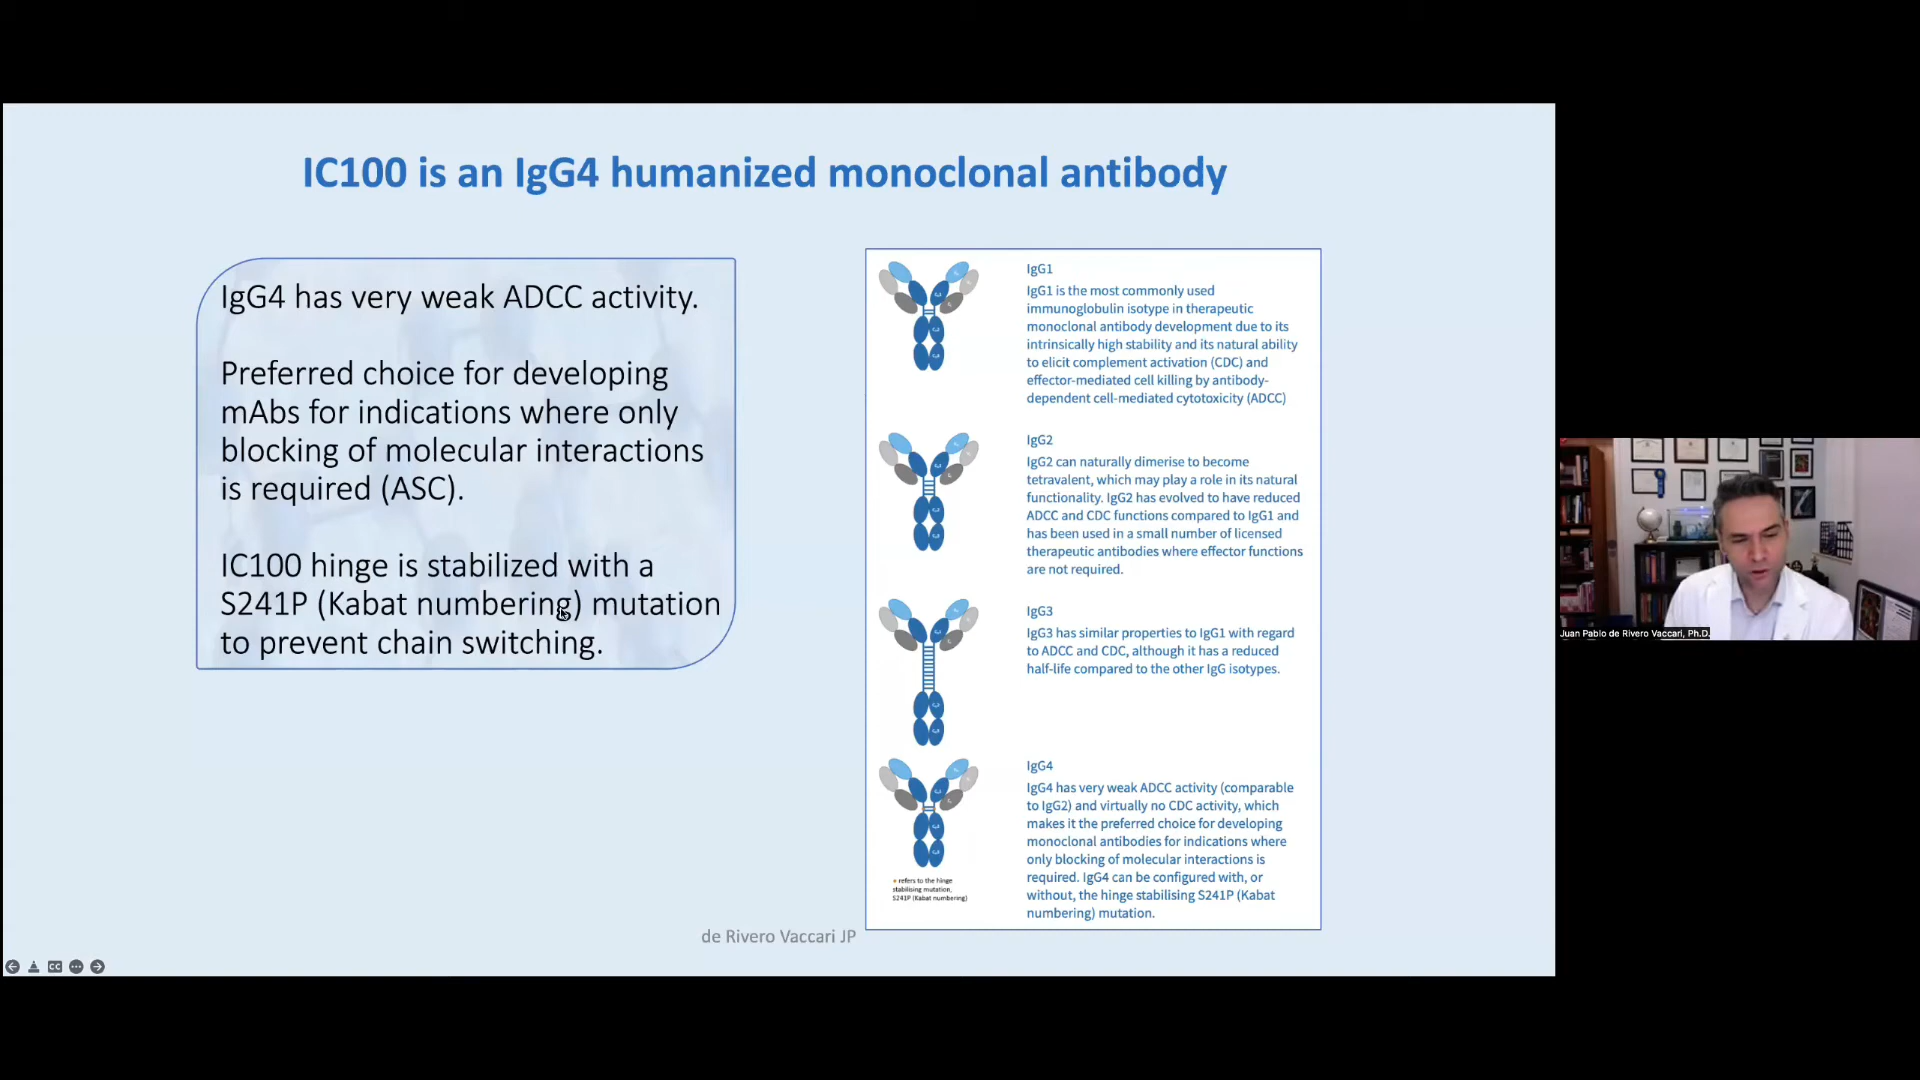 IC100 is an IgG4 humanized monoclonal antibody
IgG4 has very weak ADCC activity.
Preferred choice for developing
mAbs for indications where only
blocking of molecular interactions
is required (ASC).
IC100 hinge is stabilized with a
S241P (Kabat numbering) mutation
to prevent chain switching.
IgG1
IgG1 is the most commonly used
immunoglobulin isotype in therapeutic
monoclonal antibody development due to its
intrinsically high stability and its natural ability
to elicit complement activation (CDC) and
effector-mediated cell killing by antibody-
dependent cell-mediated cytotoxicity (ADCC)
IgG2
IgG2 can naturally dimerise to become
tetravalent, which may play a role in its natural
functionality. IgG2 has evolved to have reduced
ADCC and CDC functions compared to IgG1 and
has been used in a small number of licensed
therapeutic antibodies where effector functions
are not required.
IgG3
IgG3 has similar properties to IgG1 with regard
to ADCC and CDC, although it has a reduced
half-life compared to the other IgG isotypes.
IgG4
IgG4 has very weak ADCC activity (comparable
to IgG2) and virtually no CDC activity, which
makes it the preferred choice for developing
monoclonal antibodies for indications where
only blocking of molecular interactions is
required. IgG4 can be configured with, or
without, the hinge stabilising S241P (Kabat
numbering) mutation.
* refers to the hinge
stabilising mutation,
S241P (Kabat numbering)
de Rivero Vaccari JP
CC
Juan Pablo de Rivero Vaccari, Ph.D.